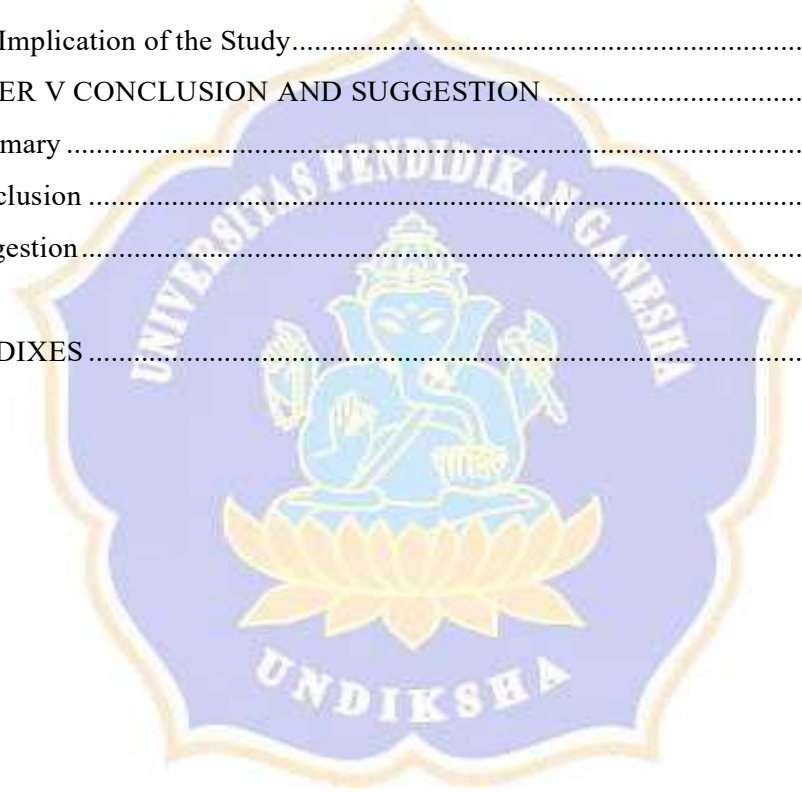 Implication of the Study
ER V CONCLUSION AND SUGGESTION
mary
clusion
gestion
DIXES
UNIVERSITAS PENDIDIKAN GANESHA
UNDIKSHA